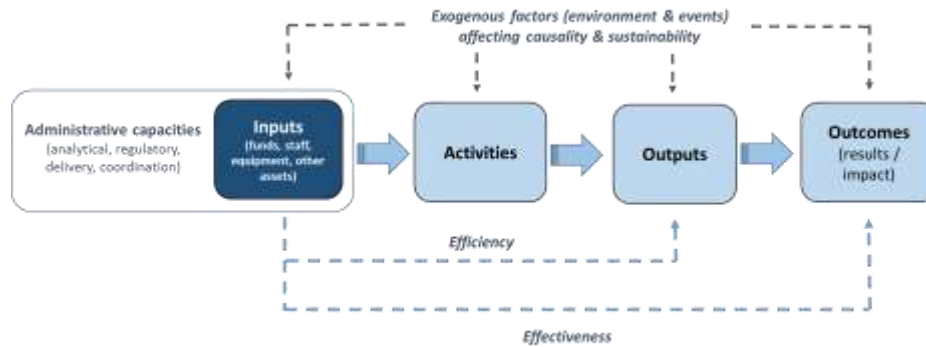 Exogenous factors (environment & events)
affecting causality & sustainability
Administrative capacities
(analytical, regulatory,
delivery, coordination)
Inputs
(funds, staff,
equipment, other
assets)
Activities
Outputs
Outcomes
(results /
impact)
Efficiency
Effectiveness